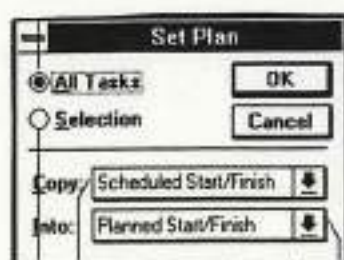 Set Plan
All Tasks
OK
Selection
Cancel
Copy: Scheduled Start/Finish
Into: Planned Start/Finish